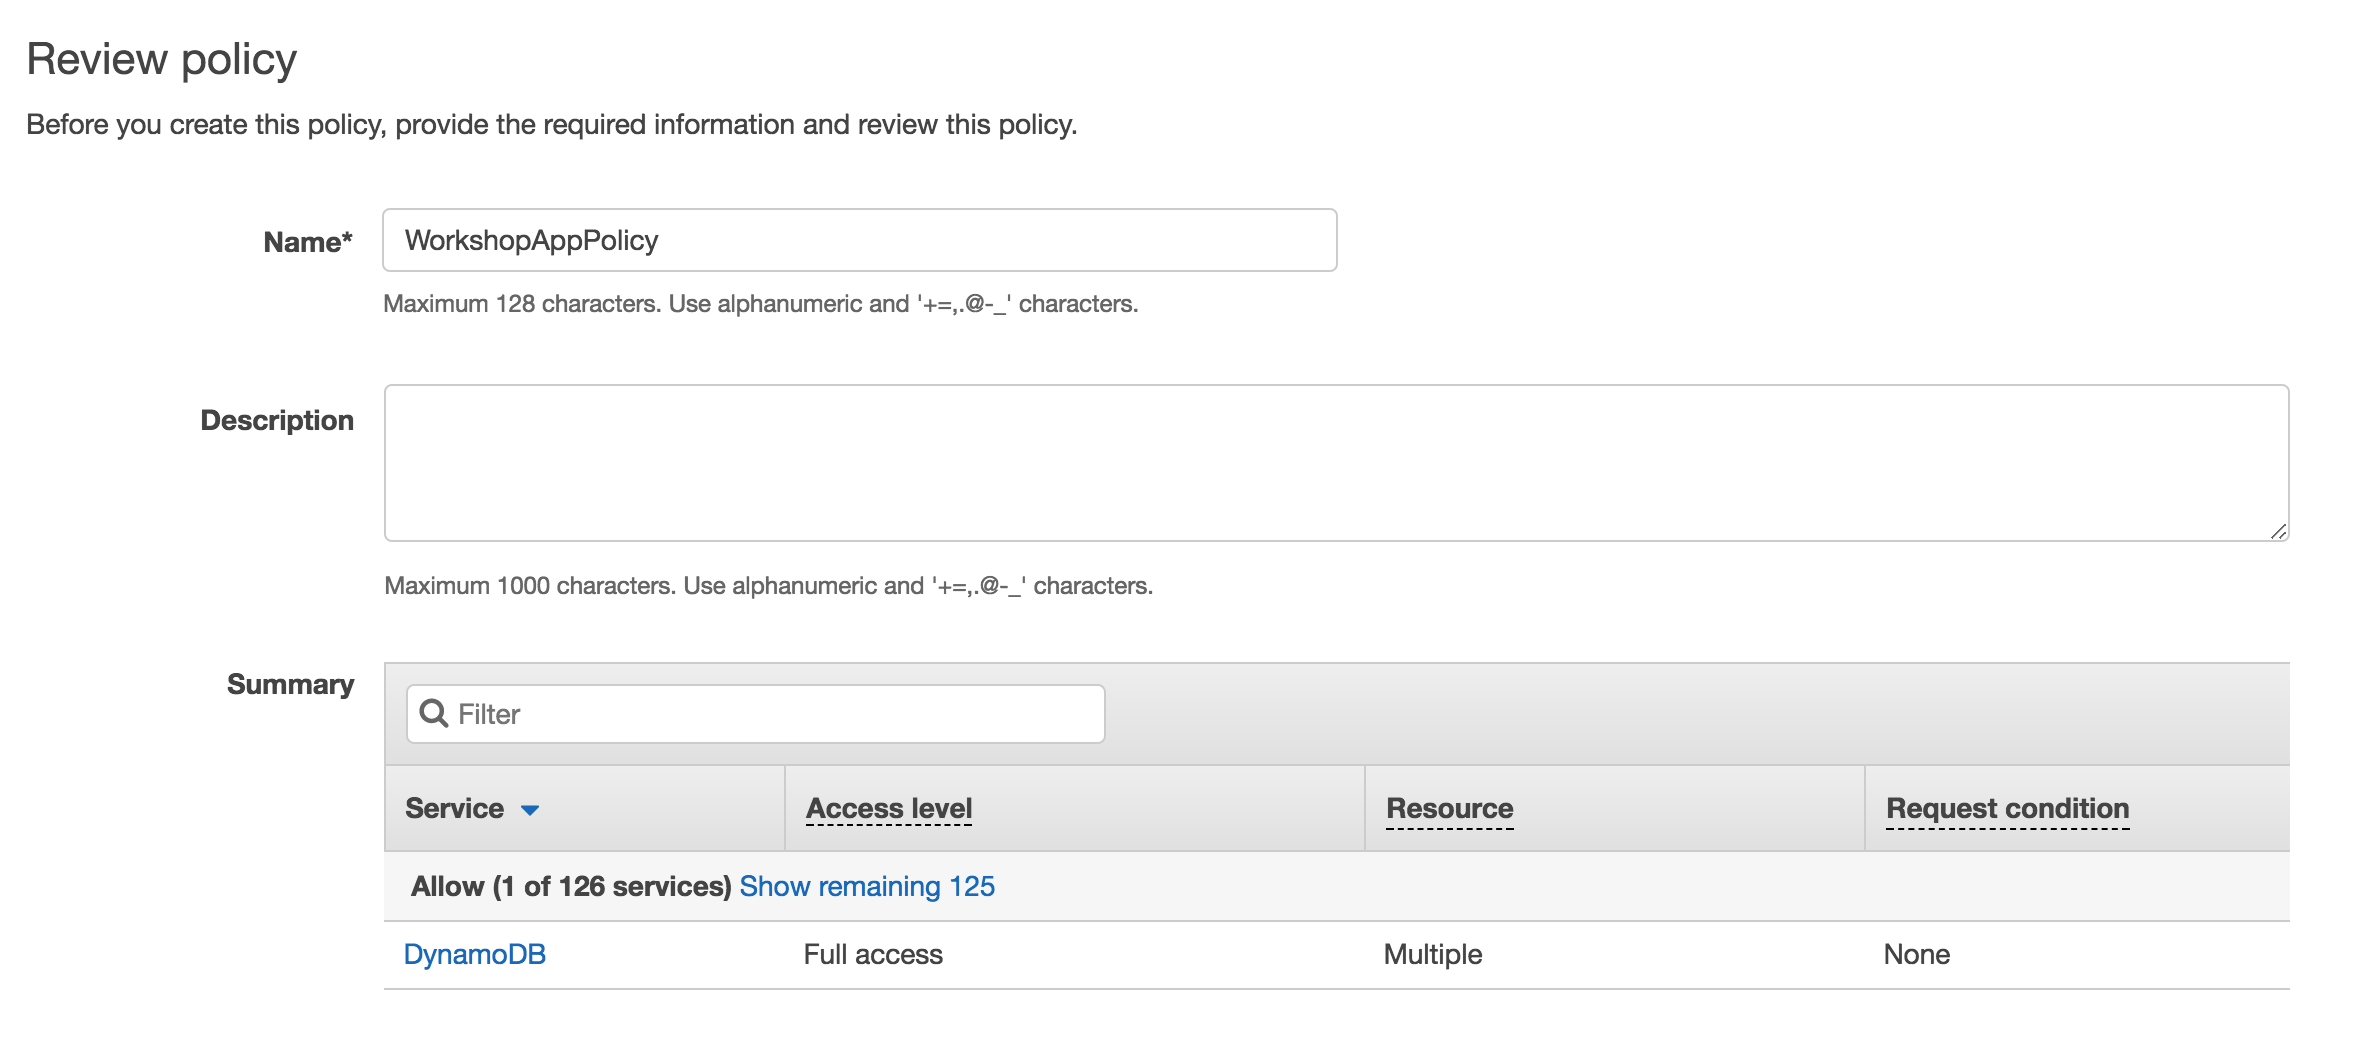 Review policy
Before you create this policy, provide the required information and review this policy.
Name* WorkshopAppPolicy
Maximum 128 characters. Use alphanumeric and '+=,.@-_' characters.
Description
Maximum 1000 characters. Use alphanumeric and '+=,.@-_' characters.
Summary
Filter
Service Access level Resource Request condition
Allow (1 of 126 services) Show remaining 125
DynamoDB Full access Multiple None